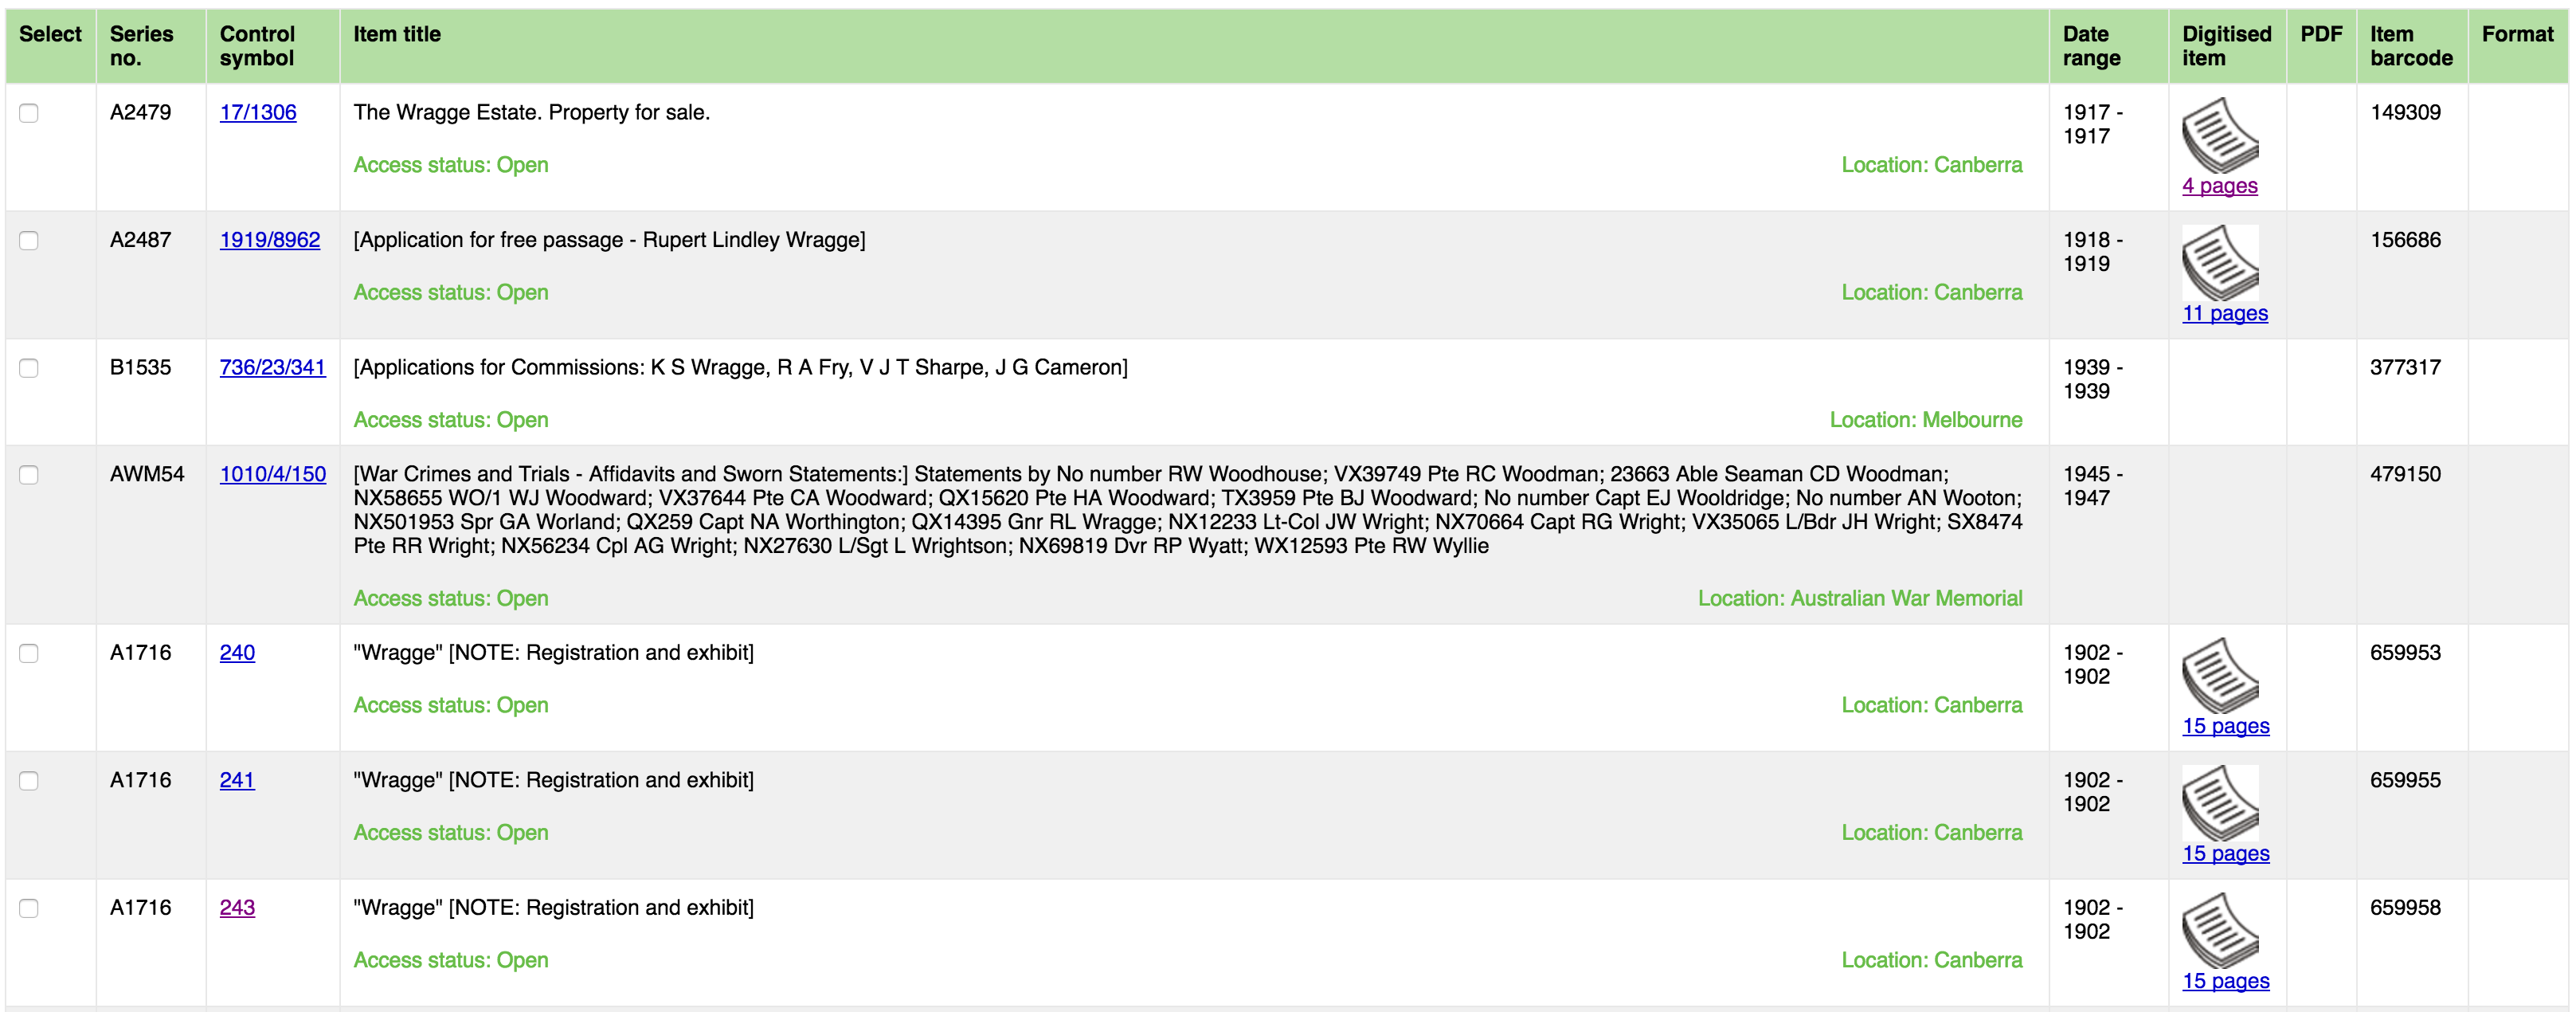 Select Series no. Control symbol Item title Date range Digitised item PDF Item barcode Format
A2479 17/1306 The Wragge Estate. Property for sale. 1917 - 1917 149309
Access status: Open Location: Canberra
4 pages
A2487 1919/8962 [Application for free passage - Rupert Lindley Wragge] 1918 - 1919 156686
Access status: Open Location: Canberra
11 pages
B1535 736/23/341 [Applications for Commissions: K S Wragge, R A Fry, V J T Sharpe, J G Cameron] 1939 - 1939 377317
Access status: Open Location: Melbourne
AWM54 1010/4/150 [War Crimes and Trials - Affidavits and Sworn Statements:] Statements by No number RW Woodhouse; VX39749 Pte RC Woodman; 23663 Able Seaman CD Woodman; 1945 - 1947 479150
NX58655 WO/1 WJ Woodward; VX37644 Pte CA Woodward; QX15620 Pte HA Woodward; TX3959 Pte BJ Woodward; No number Capt EJ Wooldridge; No number AN Wooton;
NX501953 Spr GA Worland; QX259 Capt NA Worthington; QX14395 Gnr RL Wragge; NX12233 Lt-Col JW Wright; NX70664 Capt RG Wright; VX35065 L/Bdr JH Wright; SX8474
Pte RR Wright; NX56234 Cpl AG Wright; NX27630 L/Sgt L Wrightson; NX69819 Dvr RP Wyatt; WX12593 Pte RW Wyllie
Access status: Open Location: Australian War Memorial
A1716 240 "Wragge" [NOTE: Registration and exhibit] 1902 - 1902 659953
Access status: Open Location: Canberra
15 pages
A1716 241 "Wragge" [NOTE: Registration and exhibit] 1902 - 1902 659955
Access status: Open Location: Canberra
15 pages
A1716 243 "Wragge" [NOTE: Registration and exhibit] 1902 - 1902 659958
Access status: Open Location: Canberra
15 pages